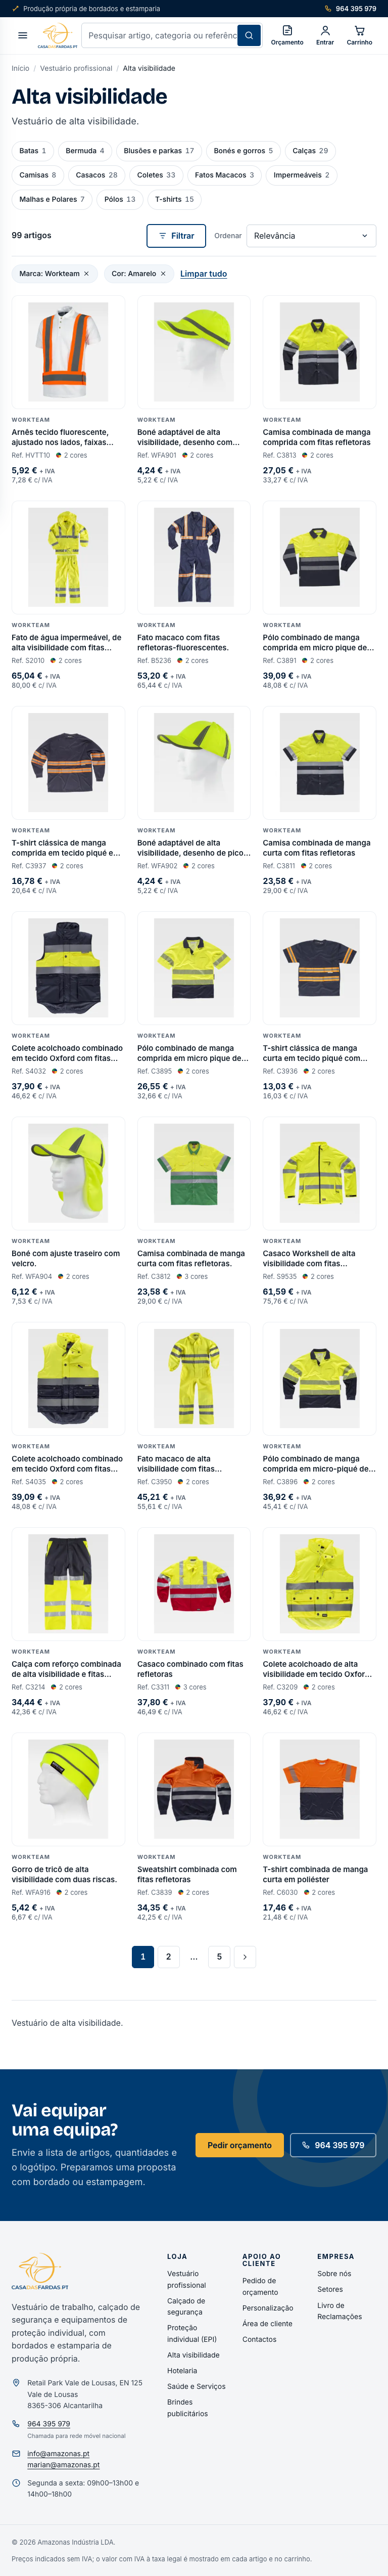 Produção própria de bordados e estamparia
964 395 979
CASADASFARDAS PT
Pesquisar artigo, categoria ou referênc
Orçamento
Entrar
Carrinho
Início / Vestuário profissional / Alta visibilidade
Alta visibilidade
Vestuário de alta visibilidade.
Batas 1
Bermuda 4
Blusões e parkas 17
Bonés e gorros 5
Calças 29
Camisas 8
Casacos 28
Coletes 33
Fatos Macacos 3
Impermeáveis 2
Malhas e Polares 7
Pólos 13
T-shirts 15
99 artigos
Filtrar
Ordenar
Relevância
Marca: Workteam ×
Cor: Amarelo ×
Limpar tudo
WORKTEAM
Arnês tecido fluorescente,
ajustado nos lados, faixas...
Ref. HVTT10 2 cores
5,92 € + IVA
7,28 € c/ IVA
WORKTEAM
Boné adaptável de alta
visibilidade, desenho com...
Ref. WFA901 2 cores
4,24 € + IVA
5,22 € c/ IVA
WORKTEAM
Camisa combinada de manga
comprida com fitas refletoras
Ref. C3813 2 cores
27,05 € + IVA
33,27 € c/ IVA
WORKTEAM
Fato de água impermeável, de
alta visibilidade com fitas...
Ref. S2010 2 cores
65,04 € + IVA
80,00 € c/ IVA
WORKTEAM
Fato macaco com fitas
refletoras-fluorescentes.
Ref. B5236 2 cores
53,20 € + IVA
65,44 € c/ IVA
WORKTEAM
Pólo combinado de manga
comprida em micro pique de...
Ref. C3891 2 cores
39,09 € + IVA
48,08 € c/ IVA
WORKTEAM
T-shirt clássica de manga
comprida em tecido piqué e...
Ref. C3937 2 cores
16,78 € + IVA
20,64 € c/ IVA
WORKTEAM
Boné adaptável de alta
visibilidade, desenho de pico...
Ref. WFA902 2 cores
4,24 € + IVA
5,22 € c/ IVA
WORKTEAM
Camisa combinada de manga
curta com fitas refletoras
Ref. C3811 2 cores
23,58 € + IVA
29,00 € c/ IVA
WORKTEAM
Colete acolchoado combinado
em tecido Oxford com fitas...
Ref. S4032 2 cores
37,90 € + IVA
46,62 € c/ IVA
WORKTEAM
Pólo combinado de manga
comprida em micro pique de...
Ref. C3895 2 cores
26,55 € + IVA
32,66 € c/ IVA
WORKTEAM
T-shirt clássica de manga
curta em tecido piqué com...
Ref. C3936 2 cores
13,03 € + IVA
16,03 € c/ IVA
WORKTEAM
Boné com ajuste traseiro com
velcro.
Ref. WFA904 2 cores
6,12 € + IVA
7,53 € c/ IVA
WORKTEAM
Camisa combinada de manga
curta com fitas refletoras.
Ref. C3812 3 cores
23,58 € + IVA
29,00 € c/ IVA
WORKTEAM
Casaco Workshell de alta
visibilidade com fitas...
Ref. S9535 2 cores
61,59 € + IVA
75,76 € c/ IVA
WORKTEAM
Colete acolchoado combinado
em tecido Oxford com fitas...
Ref. S4035 2 cores
39,09 € + IVA
48,08 € c/ IVA
WORKTEAM
Fato macaco de alta
visibilidade com fitas...
Ref. C3950 2 cores
45,21 € + IVA
55,61 € c/ IVA
WORKTEAM
Pólo combinado de manga
comprida em micro-piqué de...
Ref. C3896 2 cores
36,92 € + IVA
45,41 € c/ IVA
WORKTEAM
Calça com reforço combinada
de alta visibilidade e fitas...
Ref. C3214 2 cores
34,44 € + IVA
42,36 € c/ IVA
WORKTEAM
Casaco combinado com fitas
refletoras
Ref. C3311 3 cores
37,80 € + IVA
46,49 € c/ IVA
WORKTEAM
Colete acolchoado de alta
visibilidade em tecido Oxfor...
Ref. C3209 2 cores
37,90 € + IVA
46,62 € c/ IVA
WORKTEAM
Gorro de tricô de alta
visibilidade com duas riscas.
Ref. WFA916 2 cores
5,42 € + IVA
6,67 € c/ IVA
WORKTEAM
Sweatshirt combinada com
fitas refletoras
Ref. C3839 2 cores
34,35 € + IVA
42,25 € c/ IVA
WORKTEAM
T-shirt combinada de manga
curta em poliéster
Ref. C6030 2 cores
17,46 € + IVA
21,48 € c/ IVA
1 2 ... 5
Vestuário de alta visibilidade.
Vai equipar
uma equipa?
Envie a lista de artigos, quantidades e
o logótipo. Preparamos uma proposta
com bordado ou estampagem.
Pedir orçamento
964 395 979
CASADASFARDAS PT
Vestuário de trabalho, calçado de
segurança e equipamentos de
proteção individual, com
bordados e estamparia de
produção própria.
Retail Park Vale de Lousas, EN 125
Vale de Lousas
8365-306 Alcantarilha
964 395 979
Chamada para rede móvel nacional
info@amazonas.pt
marian@amazonas.pt
Segunda a sexta: 09h00–13h00 e
14h00–18h00
LOJA
Vestuário
profissional
Calçado de
segurança
Proteção
individual (EPI)
Alta visibilidade
Hotelaria
Saúde e Serviços
Brindes
publicitários
APOIO AO
CLIENTE
Pedido de
orçamento
Personalização
Área de cliente
Contactos
EMPRESA
Sobre nós
Setores
Livro de
Reclamações
© 2026 Amazonas Indústria LDA.
Preços indicados sem IVA; o valor com IVA à taxa legal é mostrado em cada artigo e no carrinho.